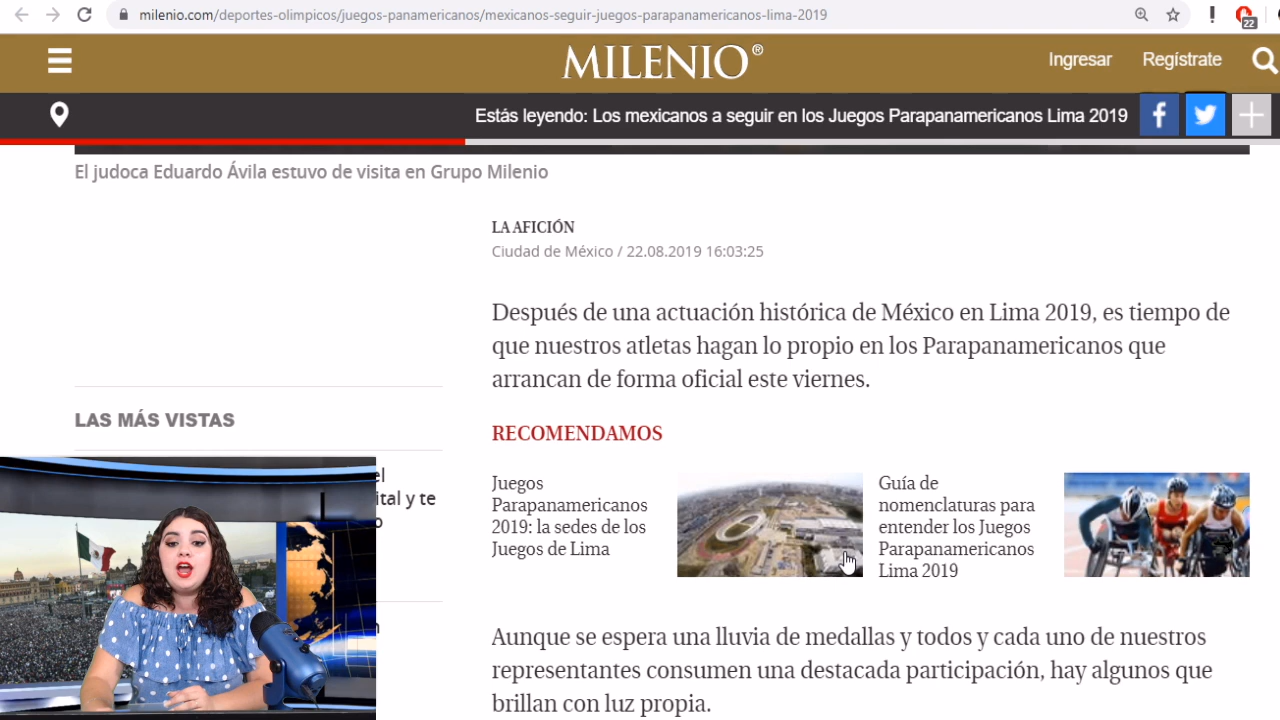 milenio.com/deportes-olimpicos/juegos-panamericanos/mexicanos-seguir-juegos-parapanamericanos-lima-2019
22
MILENIO®
Ingresar
Regístrate
Estás leyendo: Los mexicanos a seguir en los Juegos Parapanamericanos Lima 2019
El judoca Eduardo Ávila estuvo de visita en Grupo Milenio
LA AFICIÓN
Ciudad de México / 22.08.2019 16:03:25
Después de una actuación histórica de México en Lima 2019, es tiempo de
que nuestros atletas hagan lo propio en los Parapanamericanos que
arrancan de forma oficial este viernes.
LAS MÁS VISTAS
y te
RECOMENDAMOS
Juegos
Parapanamericanos
2019: la sedes de los
Juegos de Lima
Guía de
nomenclaturas para
entender los Juegos
Parapanamericanos
Lima 2019
Aunque se espera una lluvia de medallas y todos y cada uno de nuestros
representantes consumen una destacada participación, hay algunos que
brillan con luz propia.